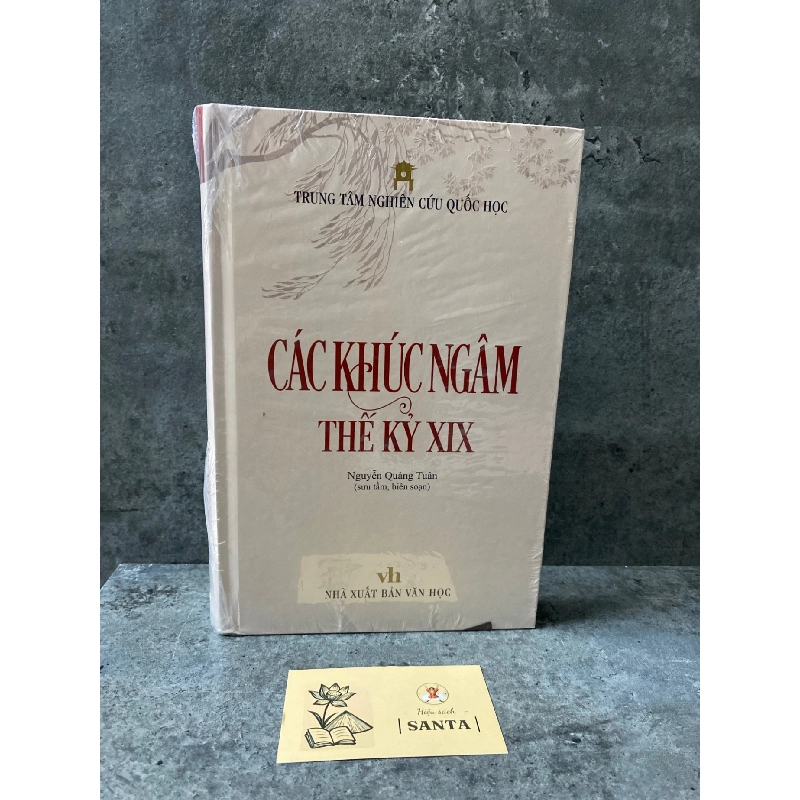 TRUNG TÂM NGHIÊN CỨU QUỐC HỌC
CÁC KHÚC NGÂM
THẾ KỶ XIX
Nguyễn Quảng Tuân
(sưu tầm, biên soạn)
vh
NHÀ XUẤT BẢN VĂN HỌC
Hiệu sách
| SANTA |